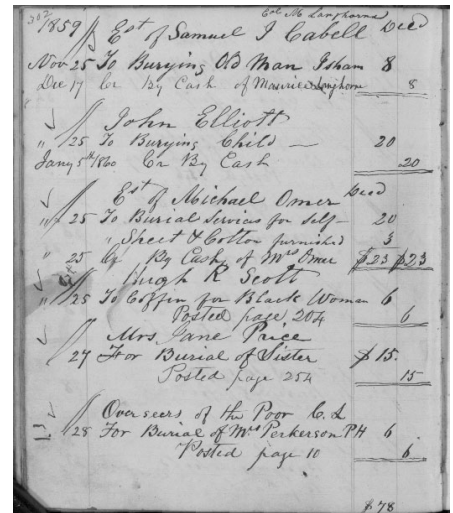 302
Col M Langhorne
1859 Est of Samuel J Cabell Decd
Nov 25 To Burying Old Man Isham 8
Dec 17 Cr By Cash of Maurice Langhorn 8
John Elliott
" 25 To Burying Child — 20
Jany 5th 1860 Cr By Cash 20
Est of Michael Omer Decd
" 25 To Burial Services for self — 20
" Sheet & Cotton furnished 3
" 25 Cr By Cash of Mrs Omer $23 $23
Hugh R Scott
" 25 To Coffin for Black Woman 6
Posted page 204 6
Mrs Jane Price
27 For Burial of Sister $15.
Posted page 254 15
Overseers of the Poor C. L
28 For Burial of Mrs Perkerson PH 6
Posted page 10 6
$78